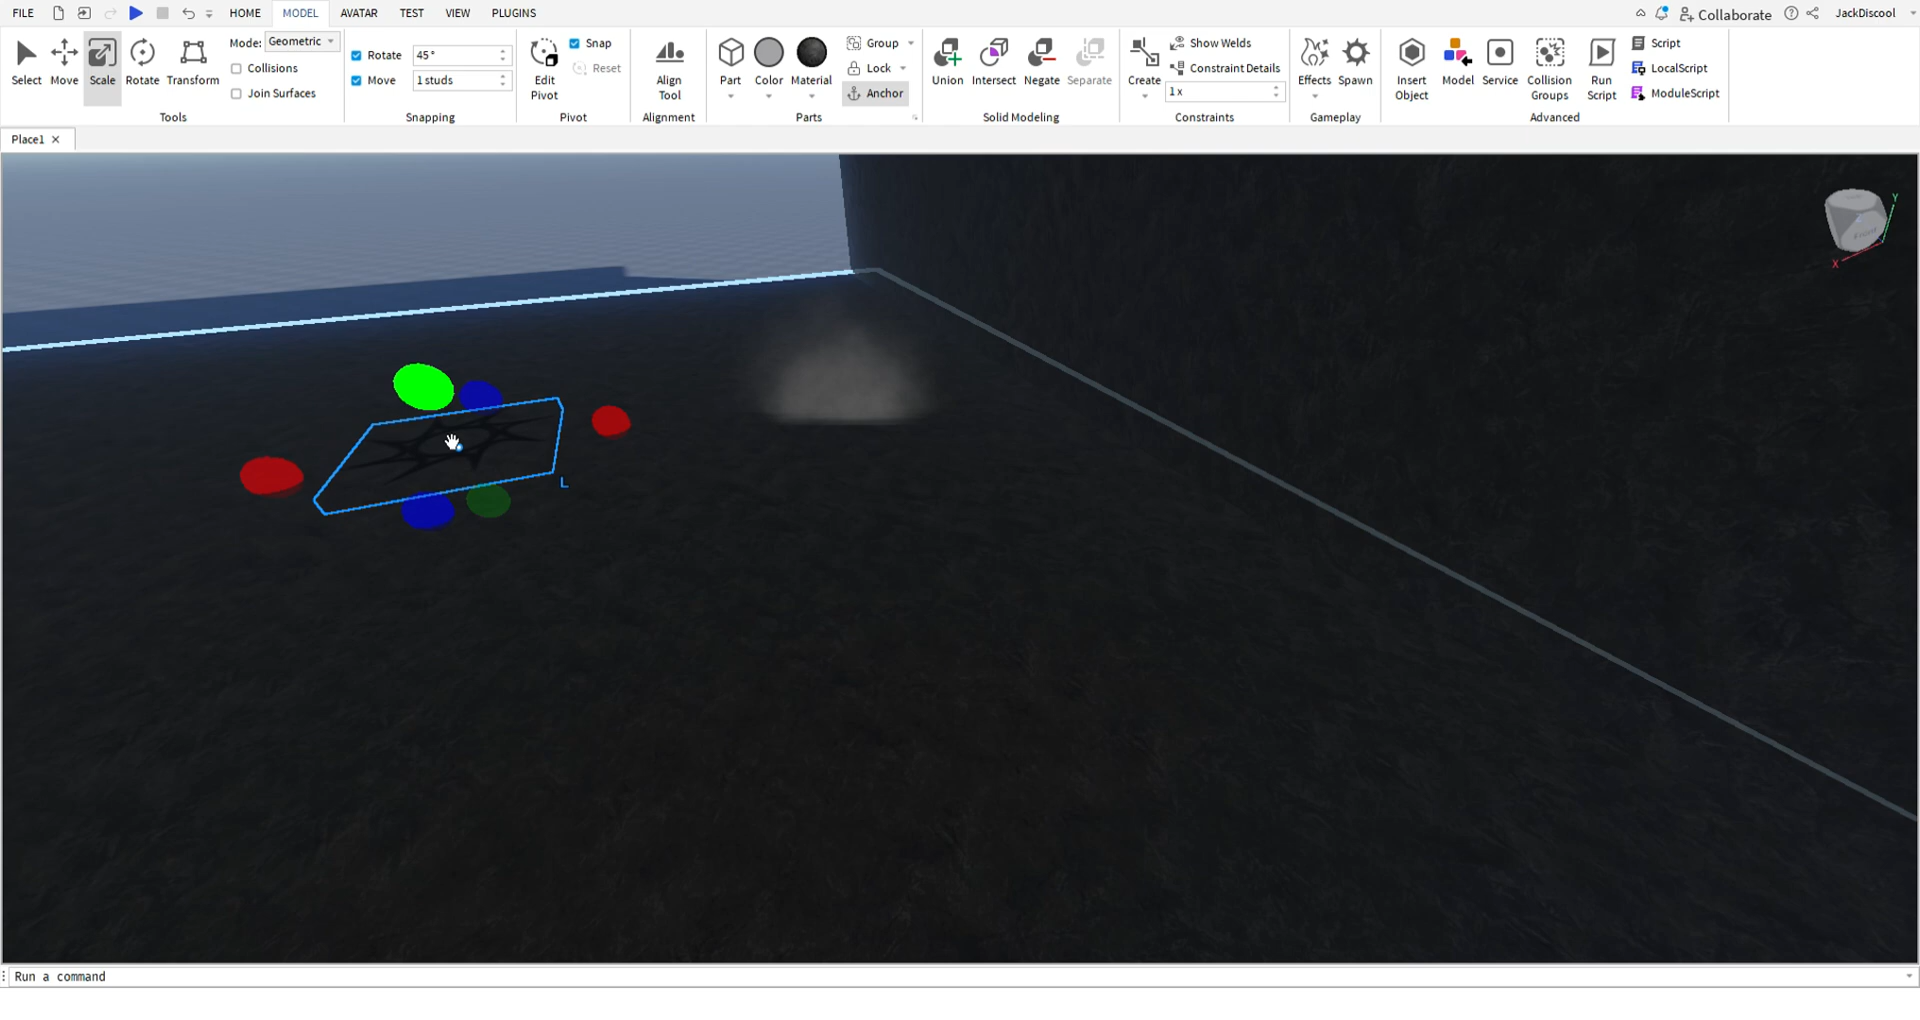 FILE HOME MODEL AVATAR TEST VIEW PLUGINS Collaborate JackDiscool
Mode: Geometric
Collisions
Join Surfaces
Select Move Scale Rotate Transform
Tools
Rotate 45°
Move 1 studs
Snapping
Edit Pivot
Snap
Reset
Pivot
Align Tool
Alignment
Part Color Material
Group
Lock
Anchor
Parts
Union Intersect Negate Separate
Solid Modeling
Create
Show Welds
Constraint Details
1 x
Constraints
Effects Spawn
Gameplay
Insert Object
Model
Service
Collision Groups
Run Script
Script
LocalScript
ModuleScript
Advanced
Place1
Y
X
L
Run a command